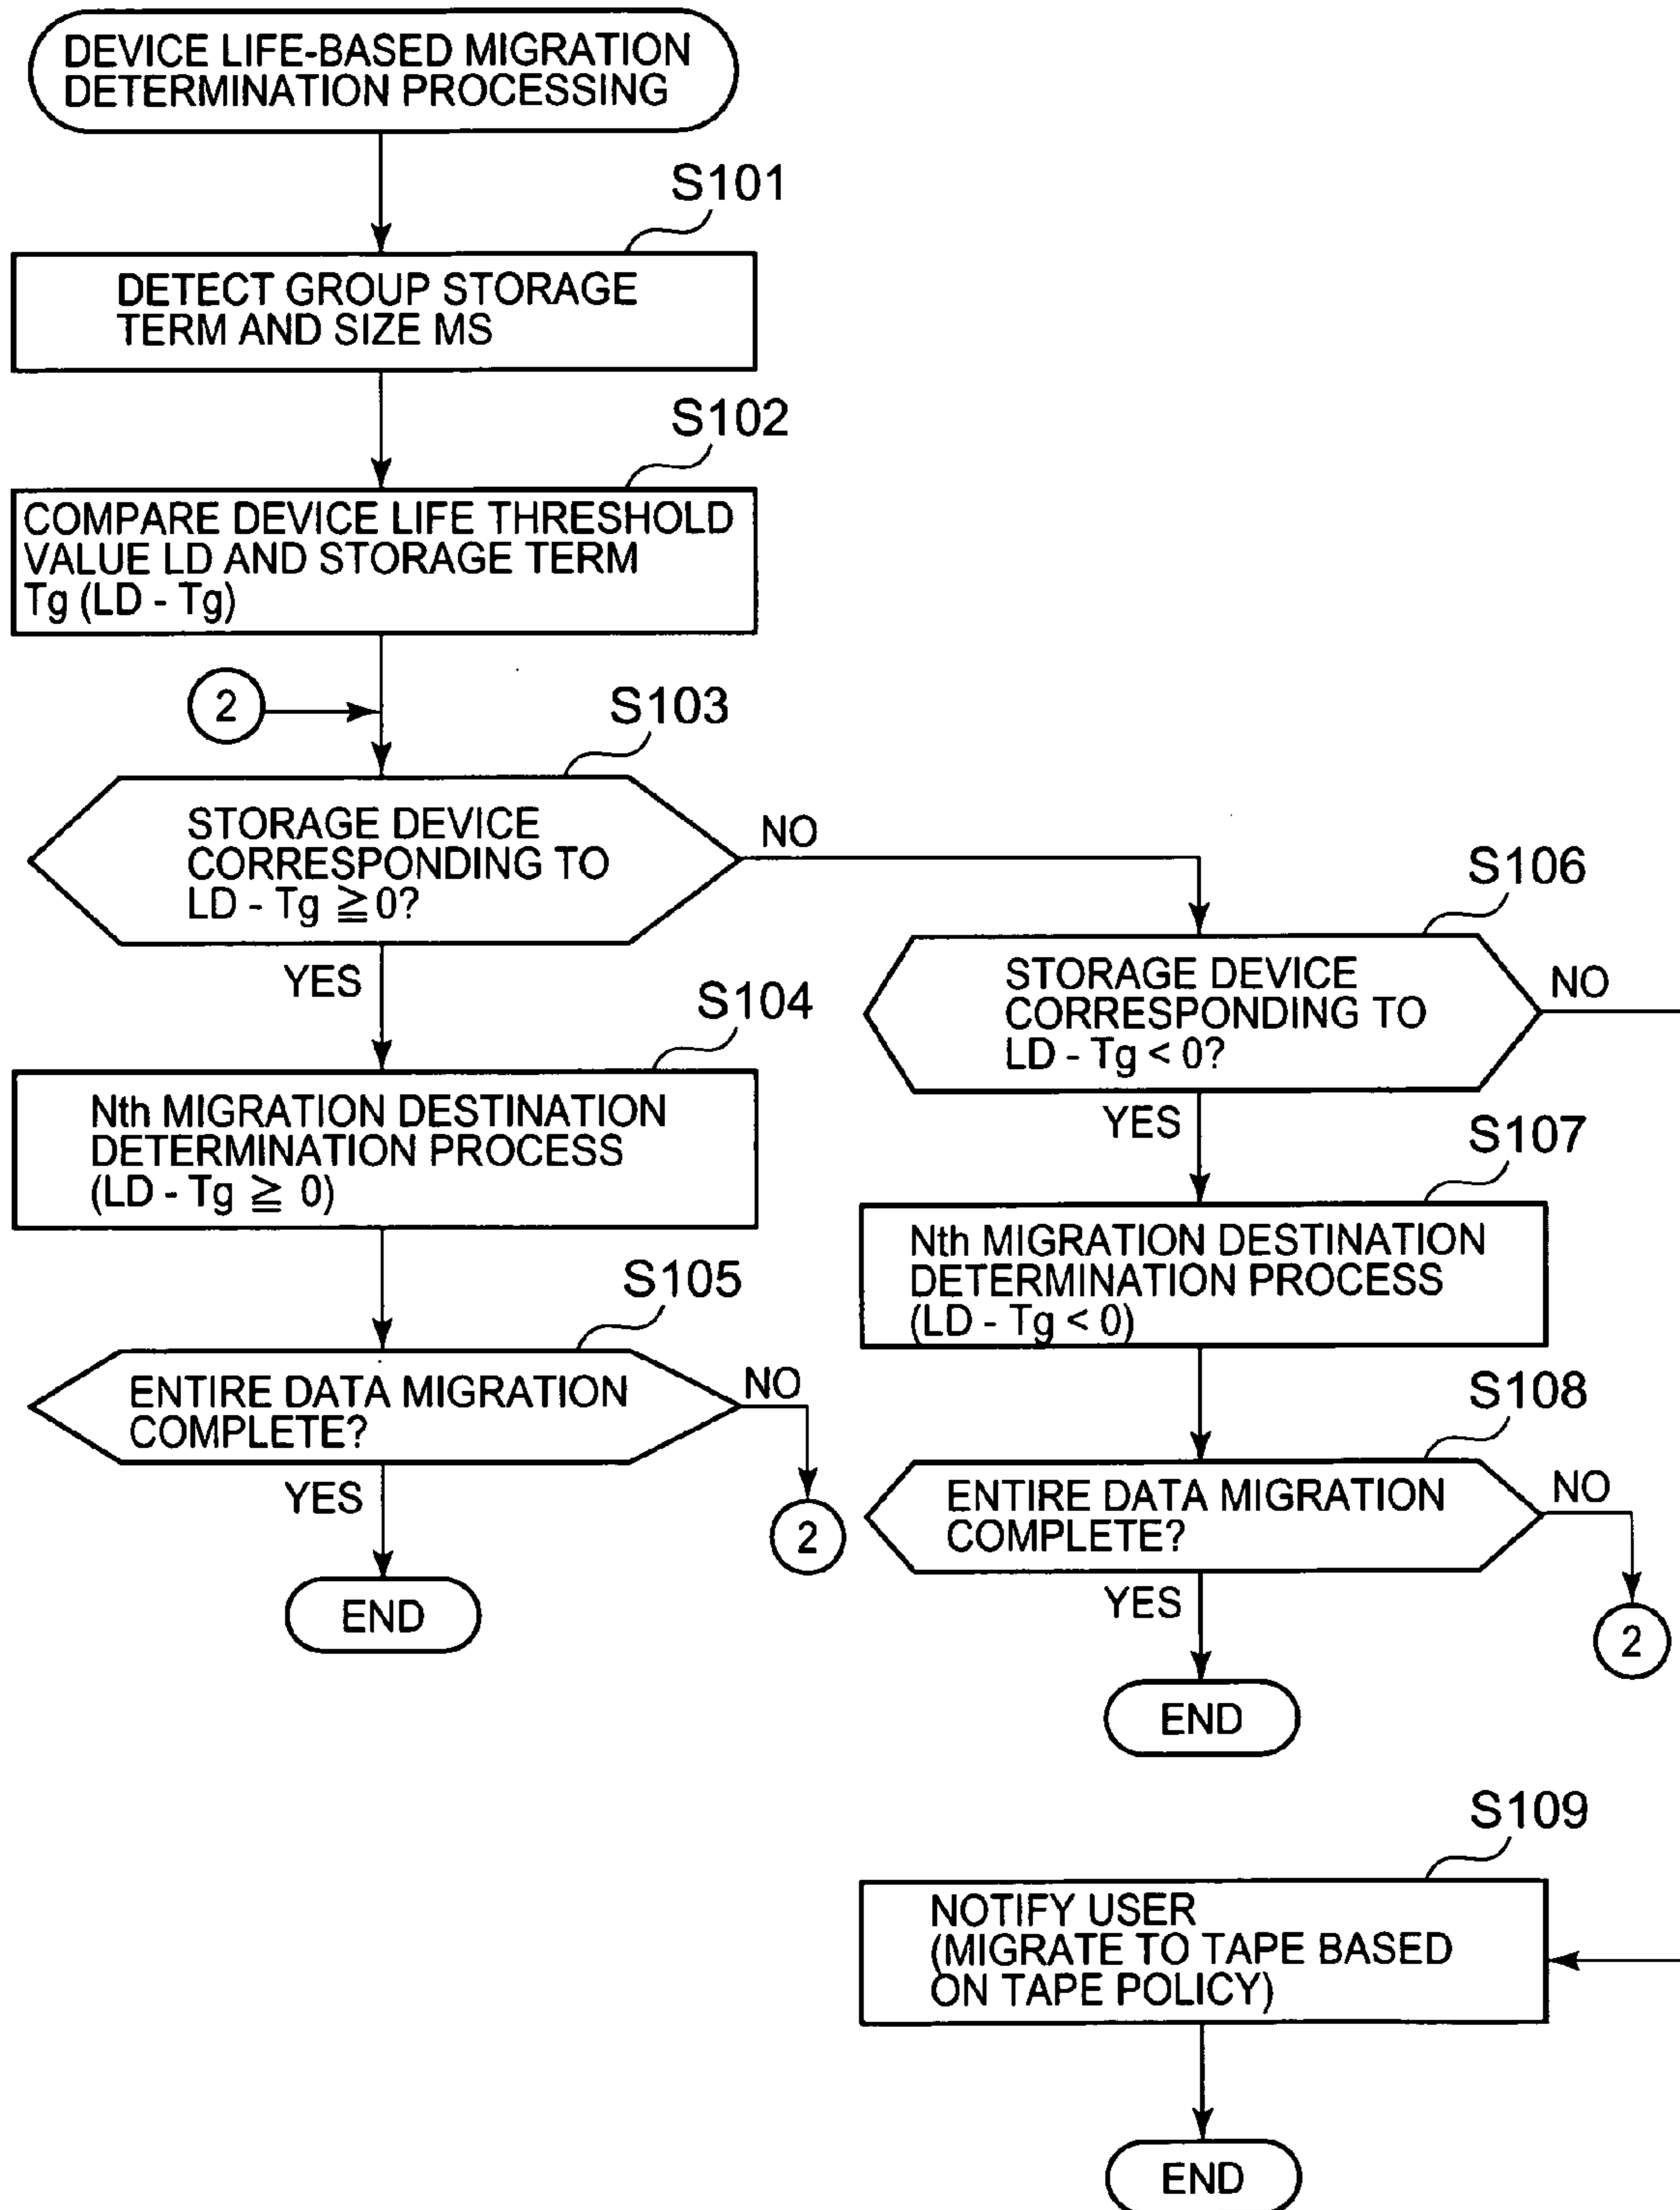 DEVICE LIFE-BASED MIGRATION
DETERMINATION PROCESSING
S101
DETECT GROUP STORAGE
TERM AND SIZE MS
S102
COMPARE DEVICE LIFE THRESHOLD
VALUE LD AND STORAGE TERM
Tg (LD - Tg)
2
S103
STORAGE DEVICE
CORRESPONDING TO
LD - Tg ≧ 0?
NO
YES
S104
Nth MIGRATION DESTINATION
DETERMINATION PROCESS
(LD - Tg ≧ 0)
S105
ENTIRE DATA MIGRATION
COMPLETE?
NO
2
YES
END
S106
STORAGE DEVICE
CORRESPONDING TO
LD - Tg < 0?
NO
YES
S107
Nth MIGRATION DESTINATION
DETERMINATION PROCESS
(LD - Tg < 0)
S108
ENTIRE DATA MIGRATION
COMPLETE?
NO
2
YES
END
S109
NOTIFY USER
(MIGRATE TO TAPE BASED
ON TAPE POLICY)
END